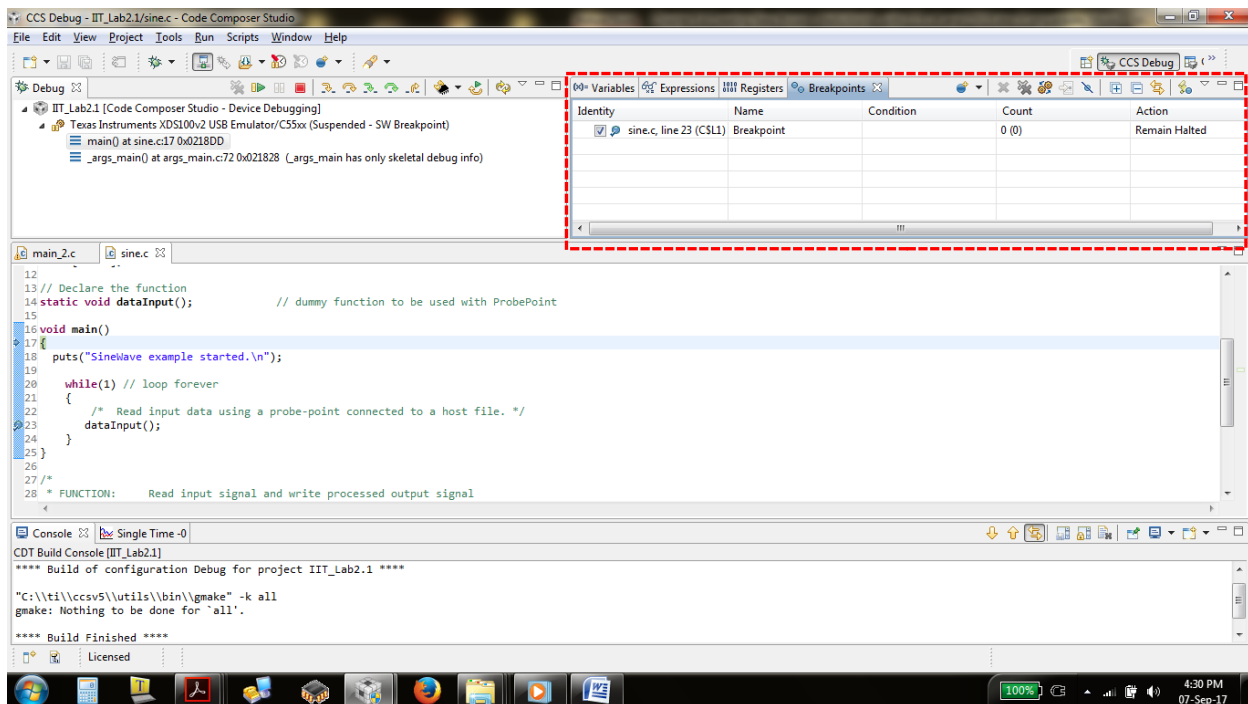 CCS Debug - IIT_Lab2.1/sine.c - Code Composer Studio
File Edit View Project Tools Run Scripts Window Help
CCS Debug
Debug
IIT_Lab2.1 [Code Composer Studio - Device Debugging]
Texas Instruments XDS100v2 USB Emulator/C55xx (Suspended - SW Breakpoint)
main() at sine.c:17 0x0218DD
_args_main() at args_main.c:72 0x021828 (_args_main has only skeletal debug info)
Variables Expressions Registers Breakpoints
Identity Name Condition Count Action
sine.c, line 23 (C$L1) Breakpoint 0 (0) Remain Halted
main_2.c sine.c
12
13 // Declare the function
14 static void dataInput(); // dummy function to be used with ProbePoint
15
16 void main()
17 {
18 puts("SineWave example started.\n");
19
20 while(1) // loop forever
21 {
22 /* Read input data using a probe-point connected to a host file. */
23 dataInput();
24 }
25 }
26
27 /*
28 * FUNCTION: Read input signal and write processed output signal
Console Single Time -0
CDT Build Console [IIT_Lab2.1]
**** Build of configuration Debug for project IIT_Lab2.1 ****
"C:\\ti\\ccsv5\\utils\\bin\\gmake" -k all
gmake: Nothing to be done for `all'.
**** Build Finished ****
Licensed
100%
4:30 PM
07-Sep-17